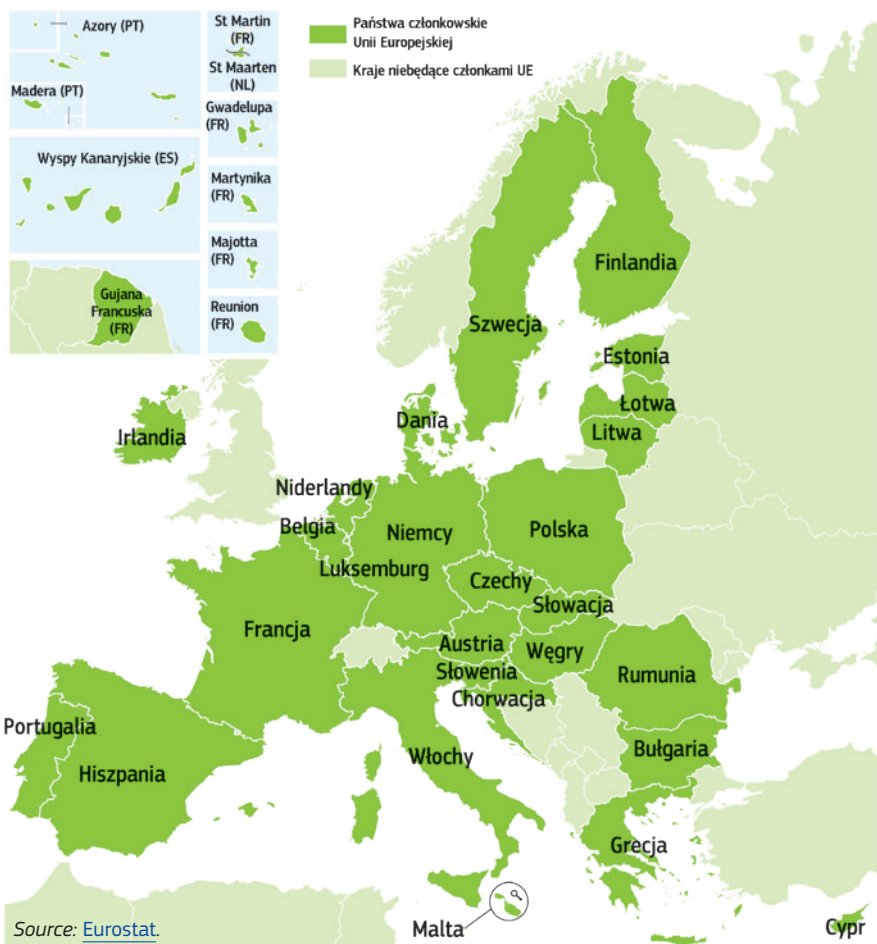 Azory (PT)
Madera (PT)
Wyspy Kanaryjskie (ES)
Gujana
Francuska
(FR)
St Martin
(FR)
St Maarten
(NL)
Gwadelupa
(FR)
Martynika
(FR)
Majotta
(FR)
Reunion
(FR)
Państwa członkowskie
Unii Europejskiej
Kraje niebędące członkami UE
Finlandia
Szwecja
Estonia
Łotwa
Litwa
Dania
Irlandia
Niderlandy
Belgia
Niemcy
Polska
Luksemburg
Czechy
Słowacja
Francja
Austria
Węgry
Słowenia
Rumunia
Chorwacja
Portugalia
Włochy
Bułgaria
Hiszpania
Grecja
Malta
Cypr
Source: Eurostat.